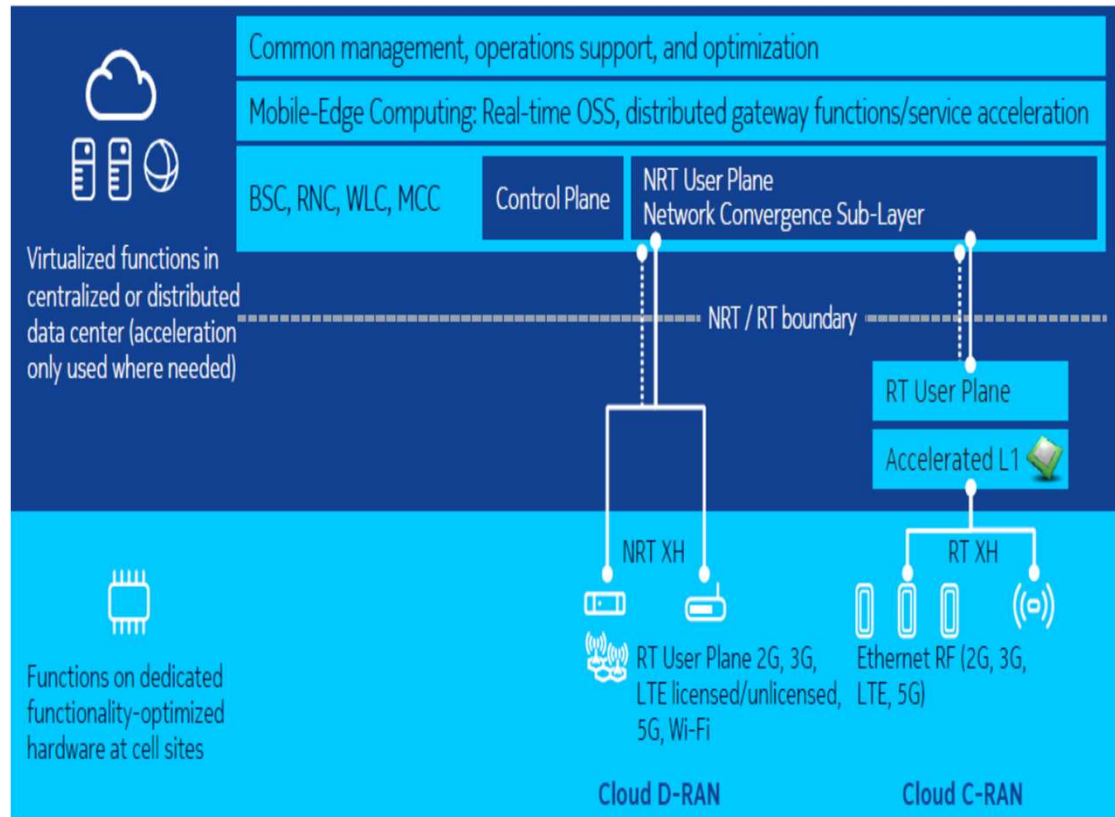 Common management, operations support, and optimization
Mobile-Edge Computing: Real-time OSS, distributed gateway functions/service acceleration
BSC, RNC, WLC, MCC
Control Plane
NRT User Plane
Network Convergence Sub-Layer
Virtualized functions in
centralized or distributed
data center (acceleration
only used where needed)
NRT / RT boundary
RT User Plane
Accelerated L1
NRT XH
RT XH
Functions on dedicated
functionality-optimized
hardware at cell sites
RT User Plane 2G, 3G,
LTE licensed/unlicensed,
5G, Wi-Fi
Ethernet RF (2G, 3G,
LTE, 5G)
Cloud D-RAN
Cloud C-RAN